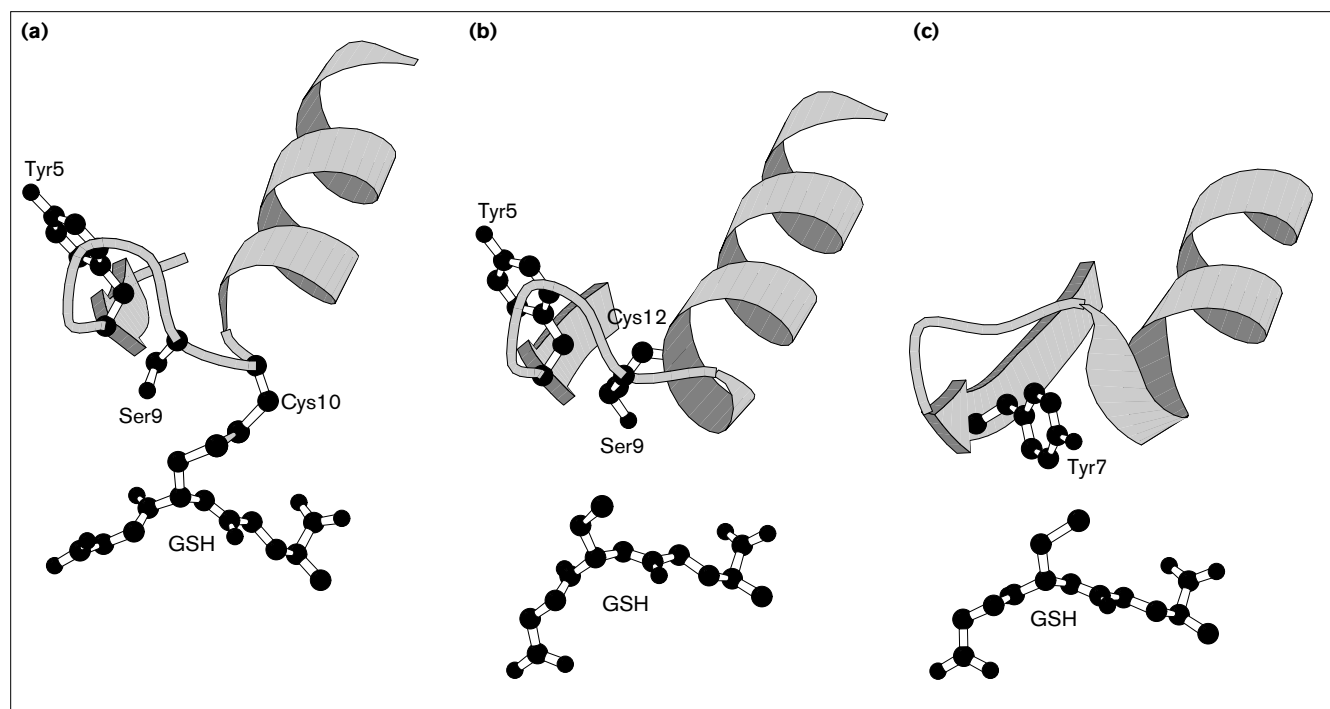 (a)
Tyr5
Ser9
Cys10
GSH
(b)
Tyr5
Cys12
Ser9
GSH
(c)
Tyr7
GSH